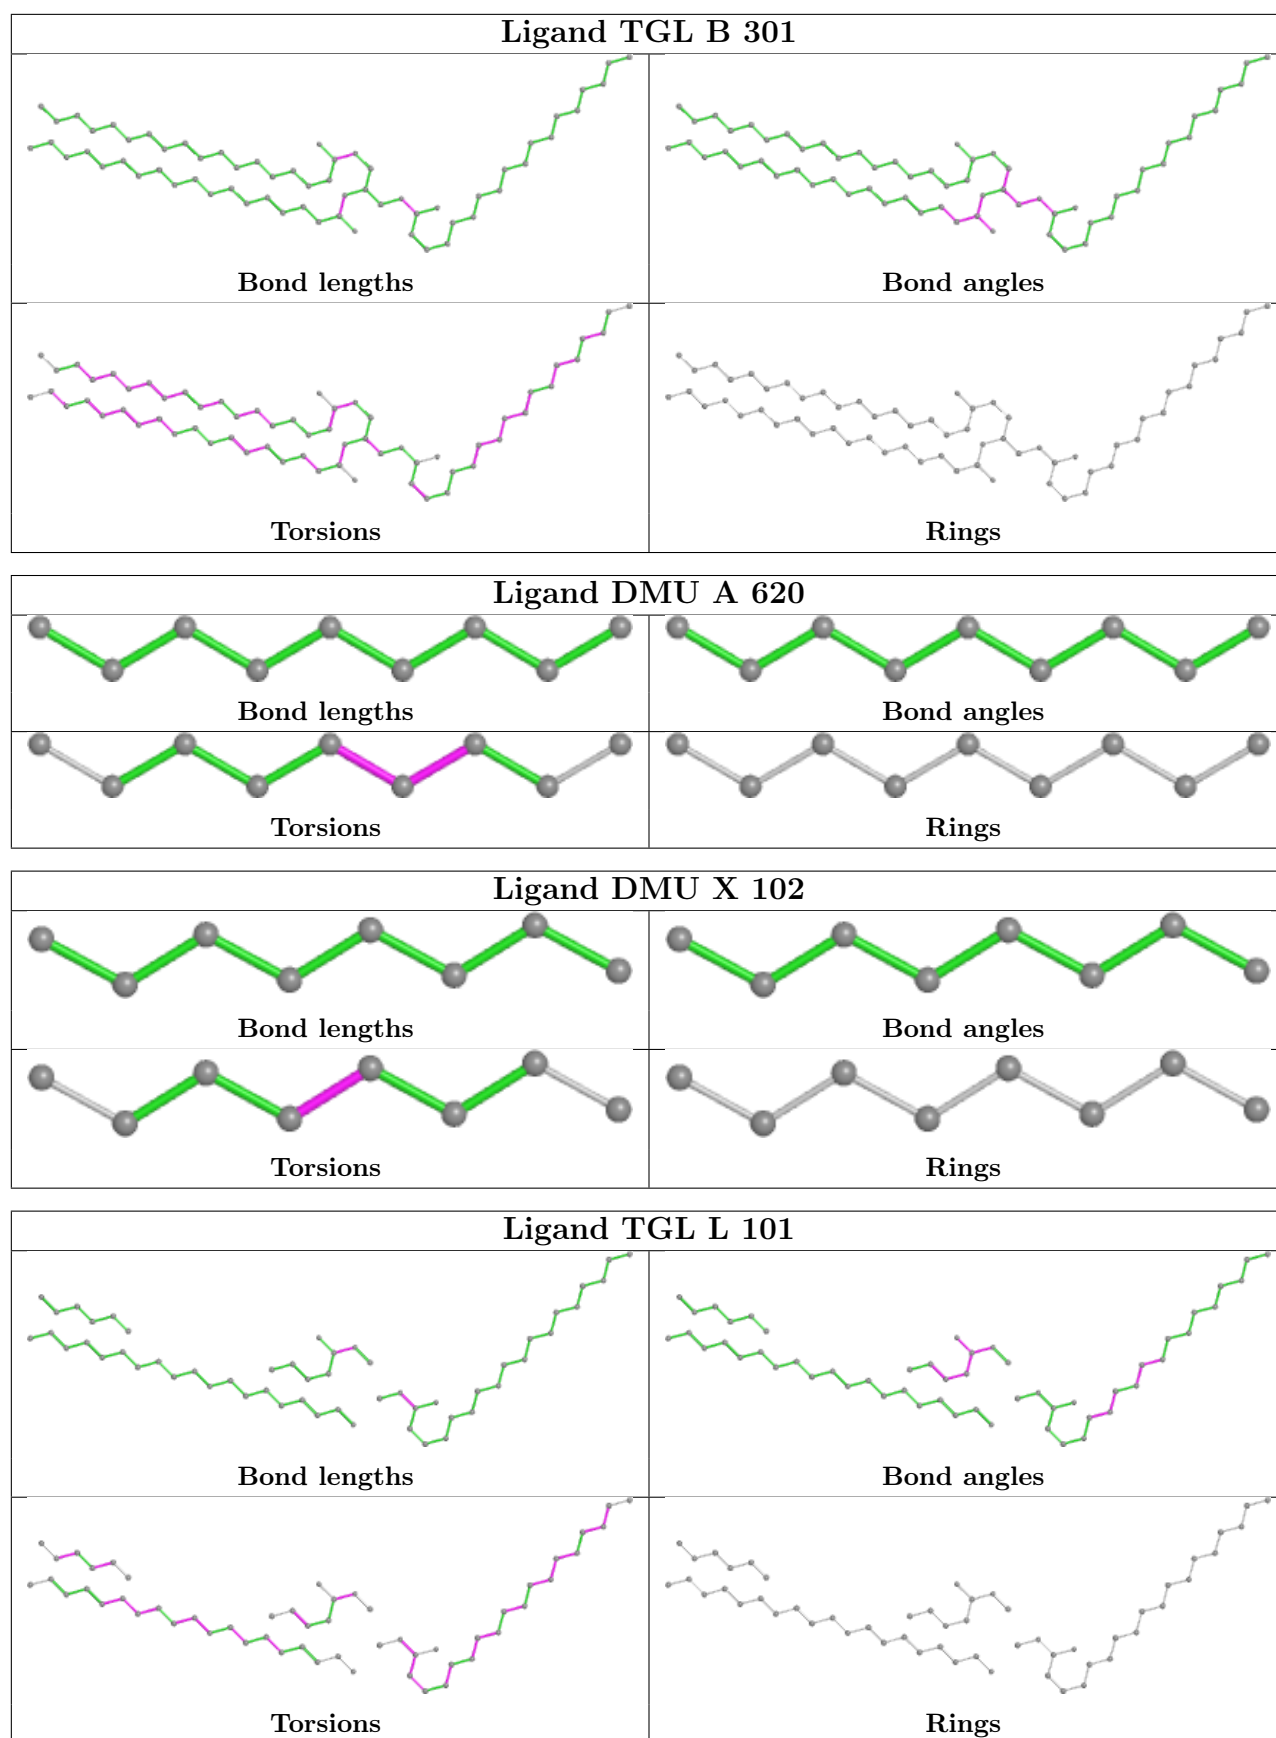 Ligand TGL B 301
Bond lengths
Bond angles
Torsions
Rings
Ligand DMU A 620
Bond lengths
Bond angles
Torsions
Rings
Ligand DMU X 102
Bond lengths
Bond angles
Torsions
Rings
Ligand TGL L 101
Bond lengths
Bond angles
Torsions
Rings